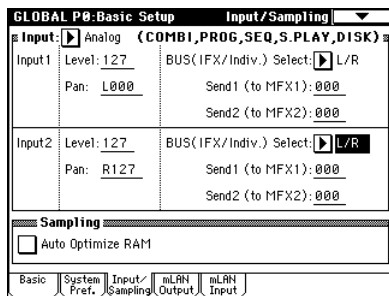 GLOBAL P0:Basic Setup Input/Sampling
Input: Analog (COMBI,PROG,SEQ,S.PLAY,DISK)
Input1 Level: 127 BUS(IFX/Indiv.) Select: L/R
Pan: L000 Send1 (to MFX1): 000
Send2 (to MFX2): 000
Input2 Level: 127 BUS(IFX/Indiv.) Select: L/R
Pan: R127 Send1 (to MFX1): 000
Send2 (to MFX2): 000
Sampling
Auto Optimize RAM
Basic System Pref. Input/Sampling mLAN Output mLAN Input